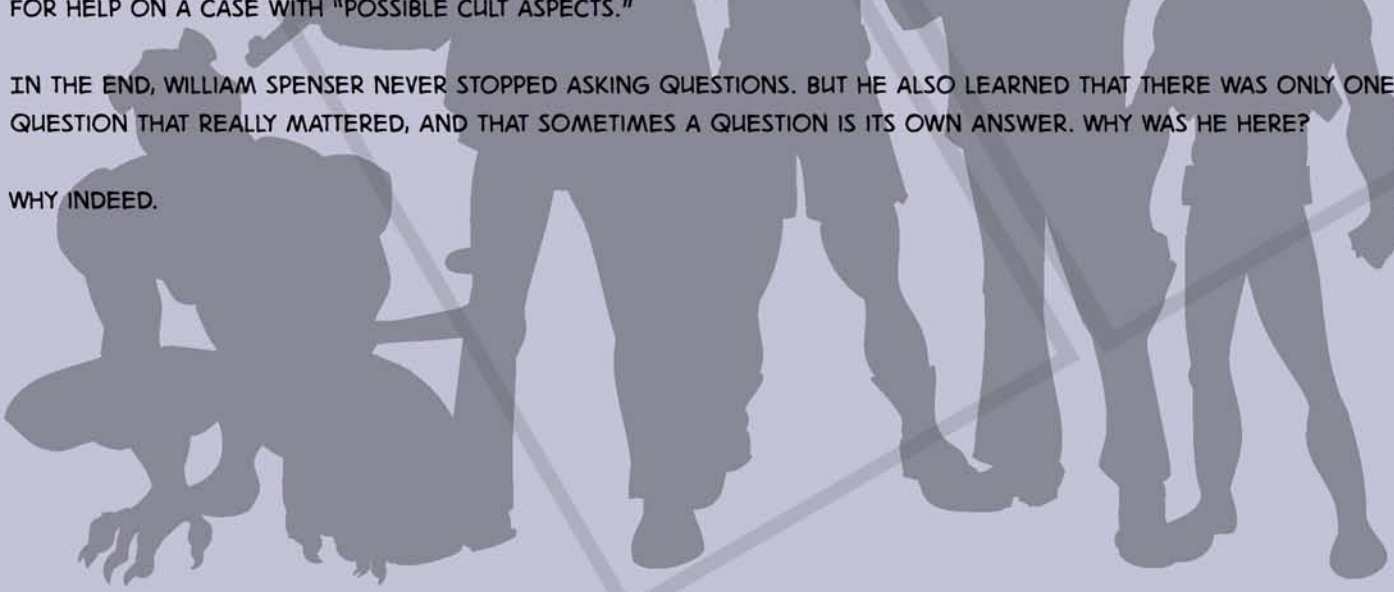 FOR HELP ON A CASE WITH "POSSIBLE CULT ASPECTS."
IN THE END, WILLIAM SPENSER NEVER STOPPED ASKING QUESTIONS. BUT HE ALSO LEARNED THAT THERE WAS ONLY ONE
QUESTION THAT REALLY MATTERED, AND THAT SOMETIMES A QUESTION IS ITS OWN ANSWER. WHY WAS HE HERE?
WHY INDEED.